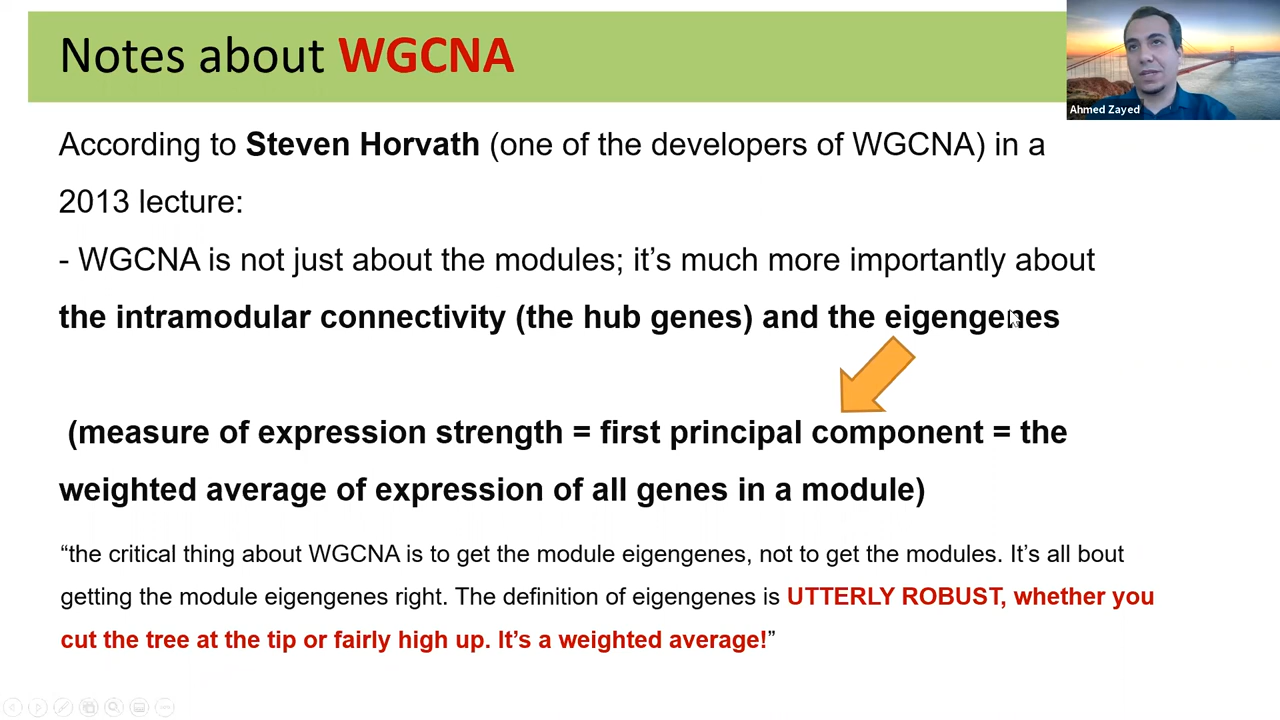 Notes about WGCNA
Ahmed Zayed
According to Steven Horvath (one of the developers of WGCNA) in a
2013 lecture:
- WGCNA is not just about the modules; it’s much more importantly about
the intramodular connectivity (the hub genes) and the eigengenes
(measure of expression strength = first principal component = the
weighted average of expression of all genes in a module)
“the critical thing about WGCNA is to get the module eigengenes, not to get the modules. It’s all bout
getting the module eigengenes right. The definition of eigengenes is UTTERLY ROBUST, whether you
cut the tree at the tip or fairly high up. It’s a weighted average!”